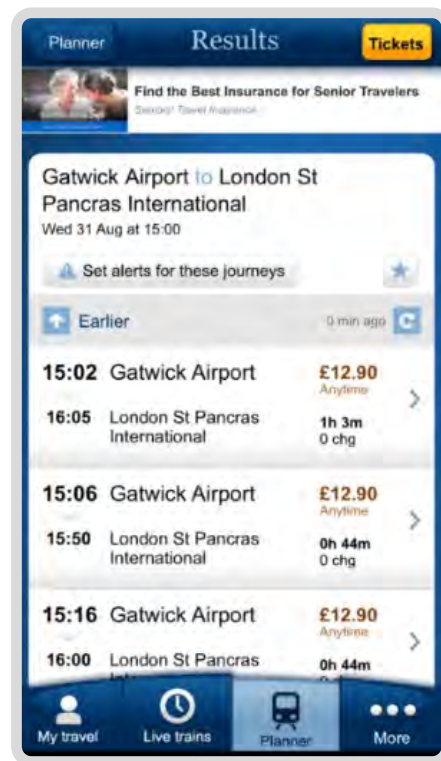 Planner
Results
Tickets
Find the Best Insurance for Senior Travelers
Seniors' Travel Insurance
Gatwick Airport to London St
Pancras International
Wed 31 Aug at 15:00
Set alerts for these journeys
Earlier
0 min ago
15:02 Gatwick Airport £12.90
Anytime
16:05 London St Pancras 1h 3m
International 0 chg
15:06 Gatwick Airport £12.90
Anytime
15:50 London St Pancras 0h 44m
International 0 chg
15:16 Gatwick Airport £12.90
Anytime
16:00 London St Pancras 0h 44m
My travel
Live trains
Planner
More